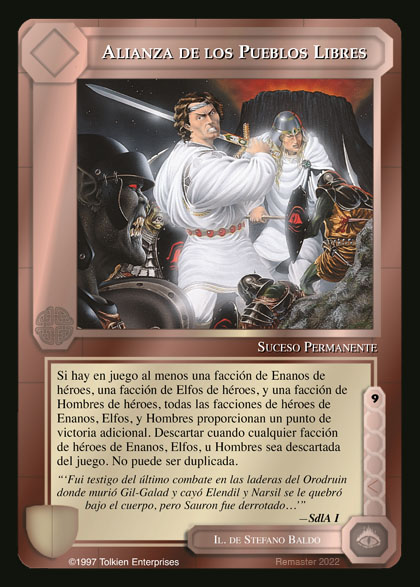 Alianza de los Pueblos Libres
Suceso Permanente
Si hay en juego al menos una facción de Enanos de
héroes, una facción de Elfos de héroes, y una facción de
Hombres de héroes, todas las facciones de héroes de
Enanos, Elfos, y Hombres proporcionan un punto de
victoria adicional. Descartar cuando cualquier facción
de héroes de Enanos, Elfos, u Hombres sea descartada
del juego. No puede ser duplicada.
9
“‘Fui testigo del último combate en las laderas del Orodruin
donde murió Gil-Galad y cayó Elendil y Narsil se le quebró
bajo el cuerpo, pero Sauron fue derrotado…’”
—SdlA I
Il. de Stefano Baldo
©1997 Tolkien Enterprises
Remaster 2022